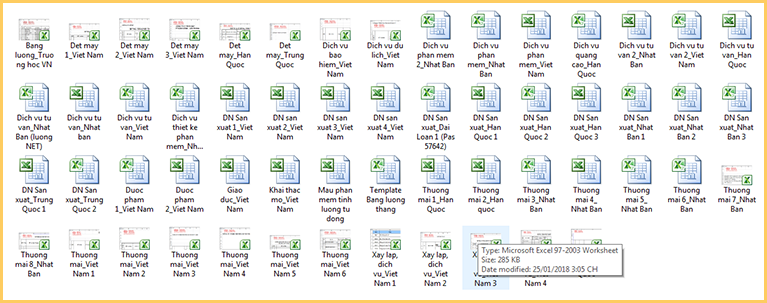 Bang
luong_Truo
ng hoc VN
Det may
1_Viet Nam
Det may
2_Viet Nam
Det may
3_Viet Nam
Det
may_Han
Quoc
Det
may_Trung
Quoc
Dich vu
bao
hiem_Viet
Nam
Dich vu du
lich_Viet
Nam
Dich vu
phan mem
2_Nhat Ban
Dich vu
phan
mem_Nhat
Ban
Dich vu
phan
mem_Vietnam
Dich vu
quang
cao_Han
Quoc
Dich vu tu
van 2_Nhat
Ban
Dich vu tu
van 2_Viet
Nam
Dich vu tu
van_Han
Quoc
Dich vu tu
van_Nhat
Ban (luong
NET)
Dich vu tu
van_Nhat
ban
Dich vu tu
van_Viet
Nam
Dich vu
thiet ke
phan
mem_Nh...
DN San
xuat 1_Viet
Nam
DN san
xuat 2_Viet
Nam
DN san
xuat 3_Viet
Nam
DN san
xuat 4_Viet
Nam
DN San
xuat_Dai
Loan 1 (Pas
57642)
DN San
xuat_Han
Quoc 1
DN San
xuat_Han
Quoc 2
DN San
xuat_Han
Quoc 3
DN San
xuat_Nhat
Ban 1
DN San
xuat_Nhat
Ban 2
DN San
xuat_Nhat
Ban 3
DN San
xuat_Trung
Quoc 1
DN San
xuat_Trung
Quoc 2
Duoc
pham
1_Viet Nam
Duoc
pham
2_Viet Nam
Giao
duc_Viet
Nam
Khai thac
mo_Viet
Nam
Mau phan
mem tinh
luong tu
dong
Template
Bang luong
thang
Thuong
mai 1_Han
Quoc
Thuong
mai 2_Han
quoc
Thuong
mai 3_Nhat
Ban
Thuong
mai 4_
Nhat Ban
Thuong
mai 5_
Nhat Ban
Thuong
mai 6_Nhat
Ban
Thuong
mai 7_Nhat
Ban
Thuong
mai 8_Nhat
Ban
Thuong
mai_Viet
Nam 1
Thuong
mai_Viet
Nam 2
Thuong
mai_Viet
Nam 3
Thuong
mai_Viet
Nam 4
Thuong
mai_Viet
Nam 5
Thuong
mai_Viet
Nam 6
Xay lap,
dich
vu_Viet
Nam 1
Xay lap,
dich
vu_Viet
Nam 2
Nam 3
Nam 4
Type: Microsoft Excel 97-2003 Worksheet
Size: 285 KB
Date modified: 25/01/2018 3:05 CH